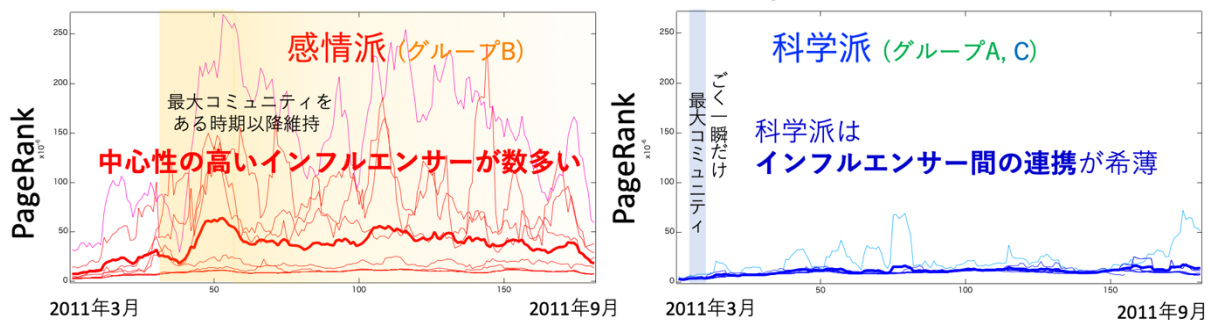 感情派 (グループB)
最大コミュニティを
ある時期以降維持
中心性の高いインフルエンサーが数多い
PageRank
x10⁻⁶
250
200
150
100
50
0
50
100
150
2011年3月
2011年9月
科学派 (グループA, C)
ごく一瞬だけ
最大コミュニティ
科学派は
インフルエンサー間の連携が希薄
PageRank
x10⁻⁶
250
200
150
100
50
0
50
100
150
2011年3月
2011年9月